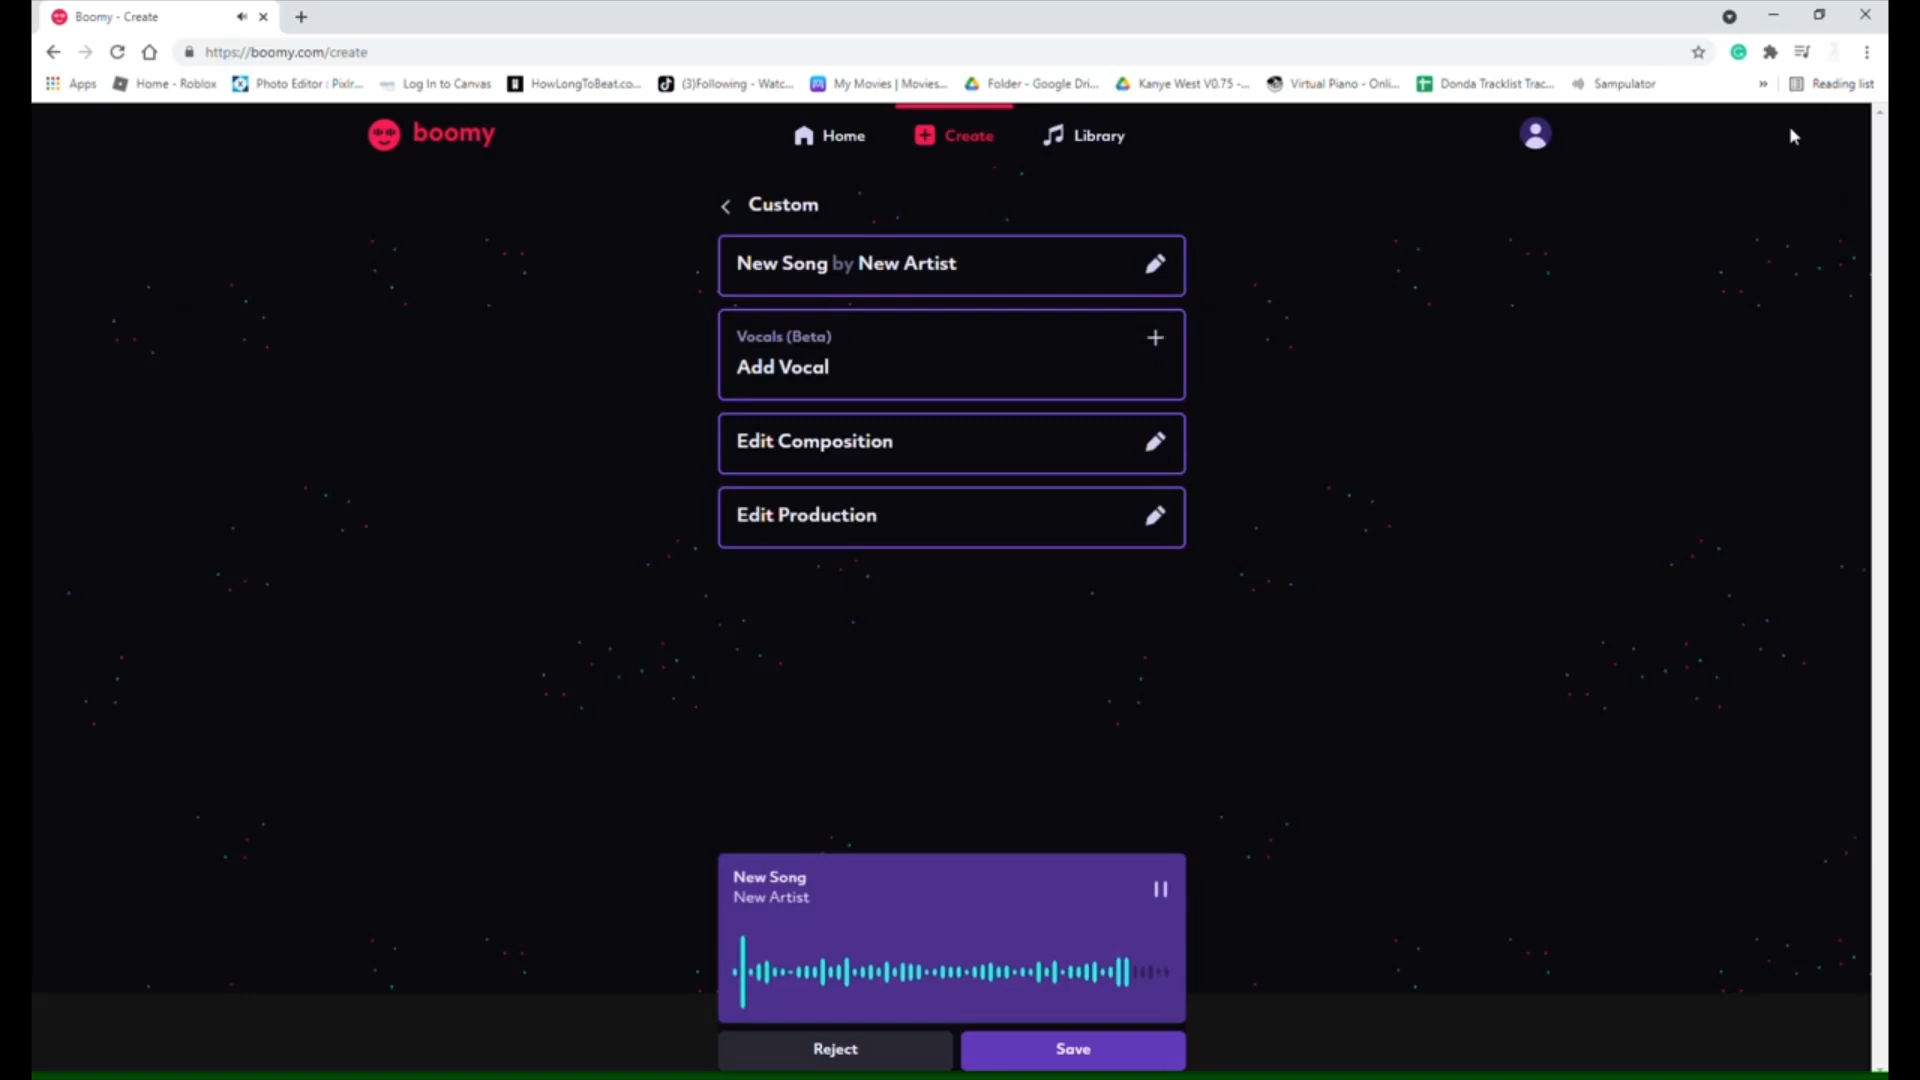 Boomy - Create
https://boomy.com/create
Apps
Home - Roblox
Photo Editor : Pixlr...
Log In to Canvas
HowLongToBeat.co...
(3)Following - Watc...
My Movies | Movies...
Folder - Google Dri...
Kanye West V0.75 -...
Virtual Piano - Onli...
Donda Tracklist Trac...
Sampulator
»
Reading list
boomy
Home
Create
Library
Custom
New Song by New Artist
Vocals (Beta)
Add Vocal
Edit Composition
Edit Production
New Song
New Artist
Reject
Save